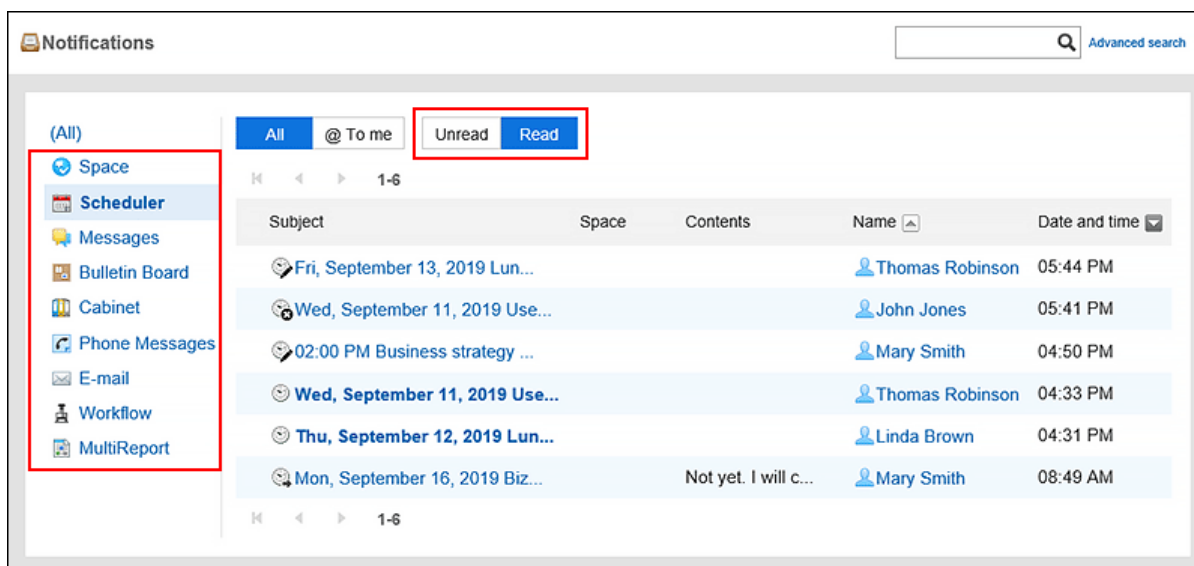 Notifications
Advanced search
(All)
Space
Scheduler
Messages
Bulletin Board
Cabinet
Phone Messages
E-mail
Workflow
MultiReport
All @ To me Unread Read
1-6
Subject Space Contents Name Date and time
Fri, September 13, 2019 Lun... Thomas Robinson 05:44 PM
Wed, September 11, 2019 Use... John Jones 05:41 PM
02:00 PM Business strategy ... Mary Smith 04:50 PM
Wed, September 11, 2019 Use... Thomas Robinson 04:33 PM
Thu, September 12, 2019 Lun... Linda Brown 04:31 PM
Mon, September 16, 2019 Biz... Not yet. I will c... Mary Smith 08:49 AM
1-6